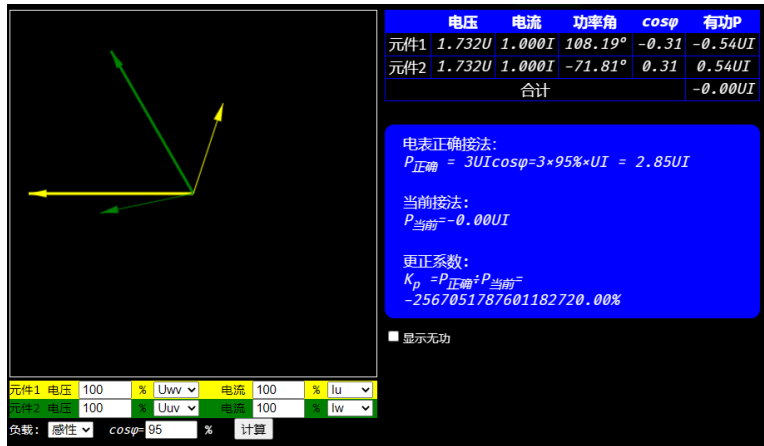 电压 电流 功率角 cosφ 有功P
元件1 1.732U 1.000I 108.19° -0.31 -0.54UI
元件2 1.732U 1.000I -71.81° 0.31 0.54UI
合计 -0.00UI
电表正确接法:
P正确 = 3UIcosφ=3×95%×UI = 2.85UI
当前接法:
P当前=-0.00UI
更正系数:
Kp =P正确÷P当前=
-2567051787601182720.00%
显示无功
元件1 电压 100 % Uwv 电流 100 % Iu
元件2 电压 100 % Uuv 电流 100 % Iw
负载: 感性 cosφ= 95 % 计算